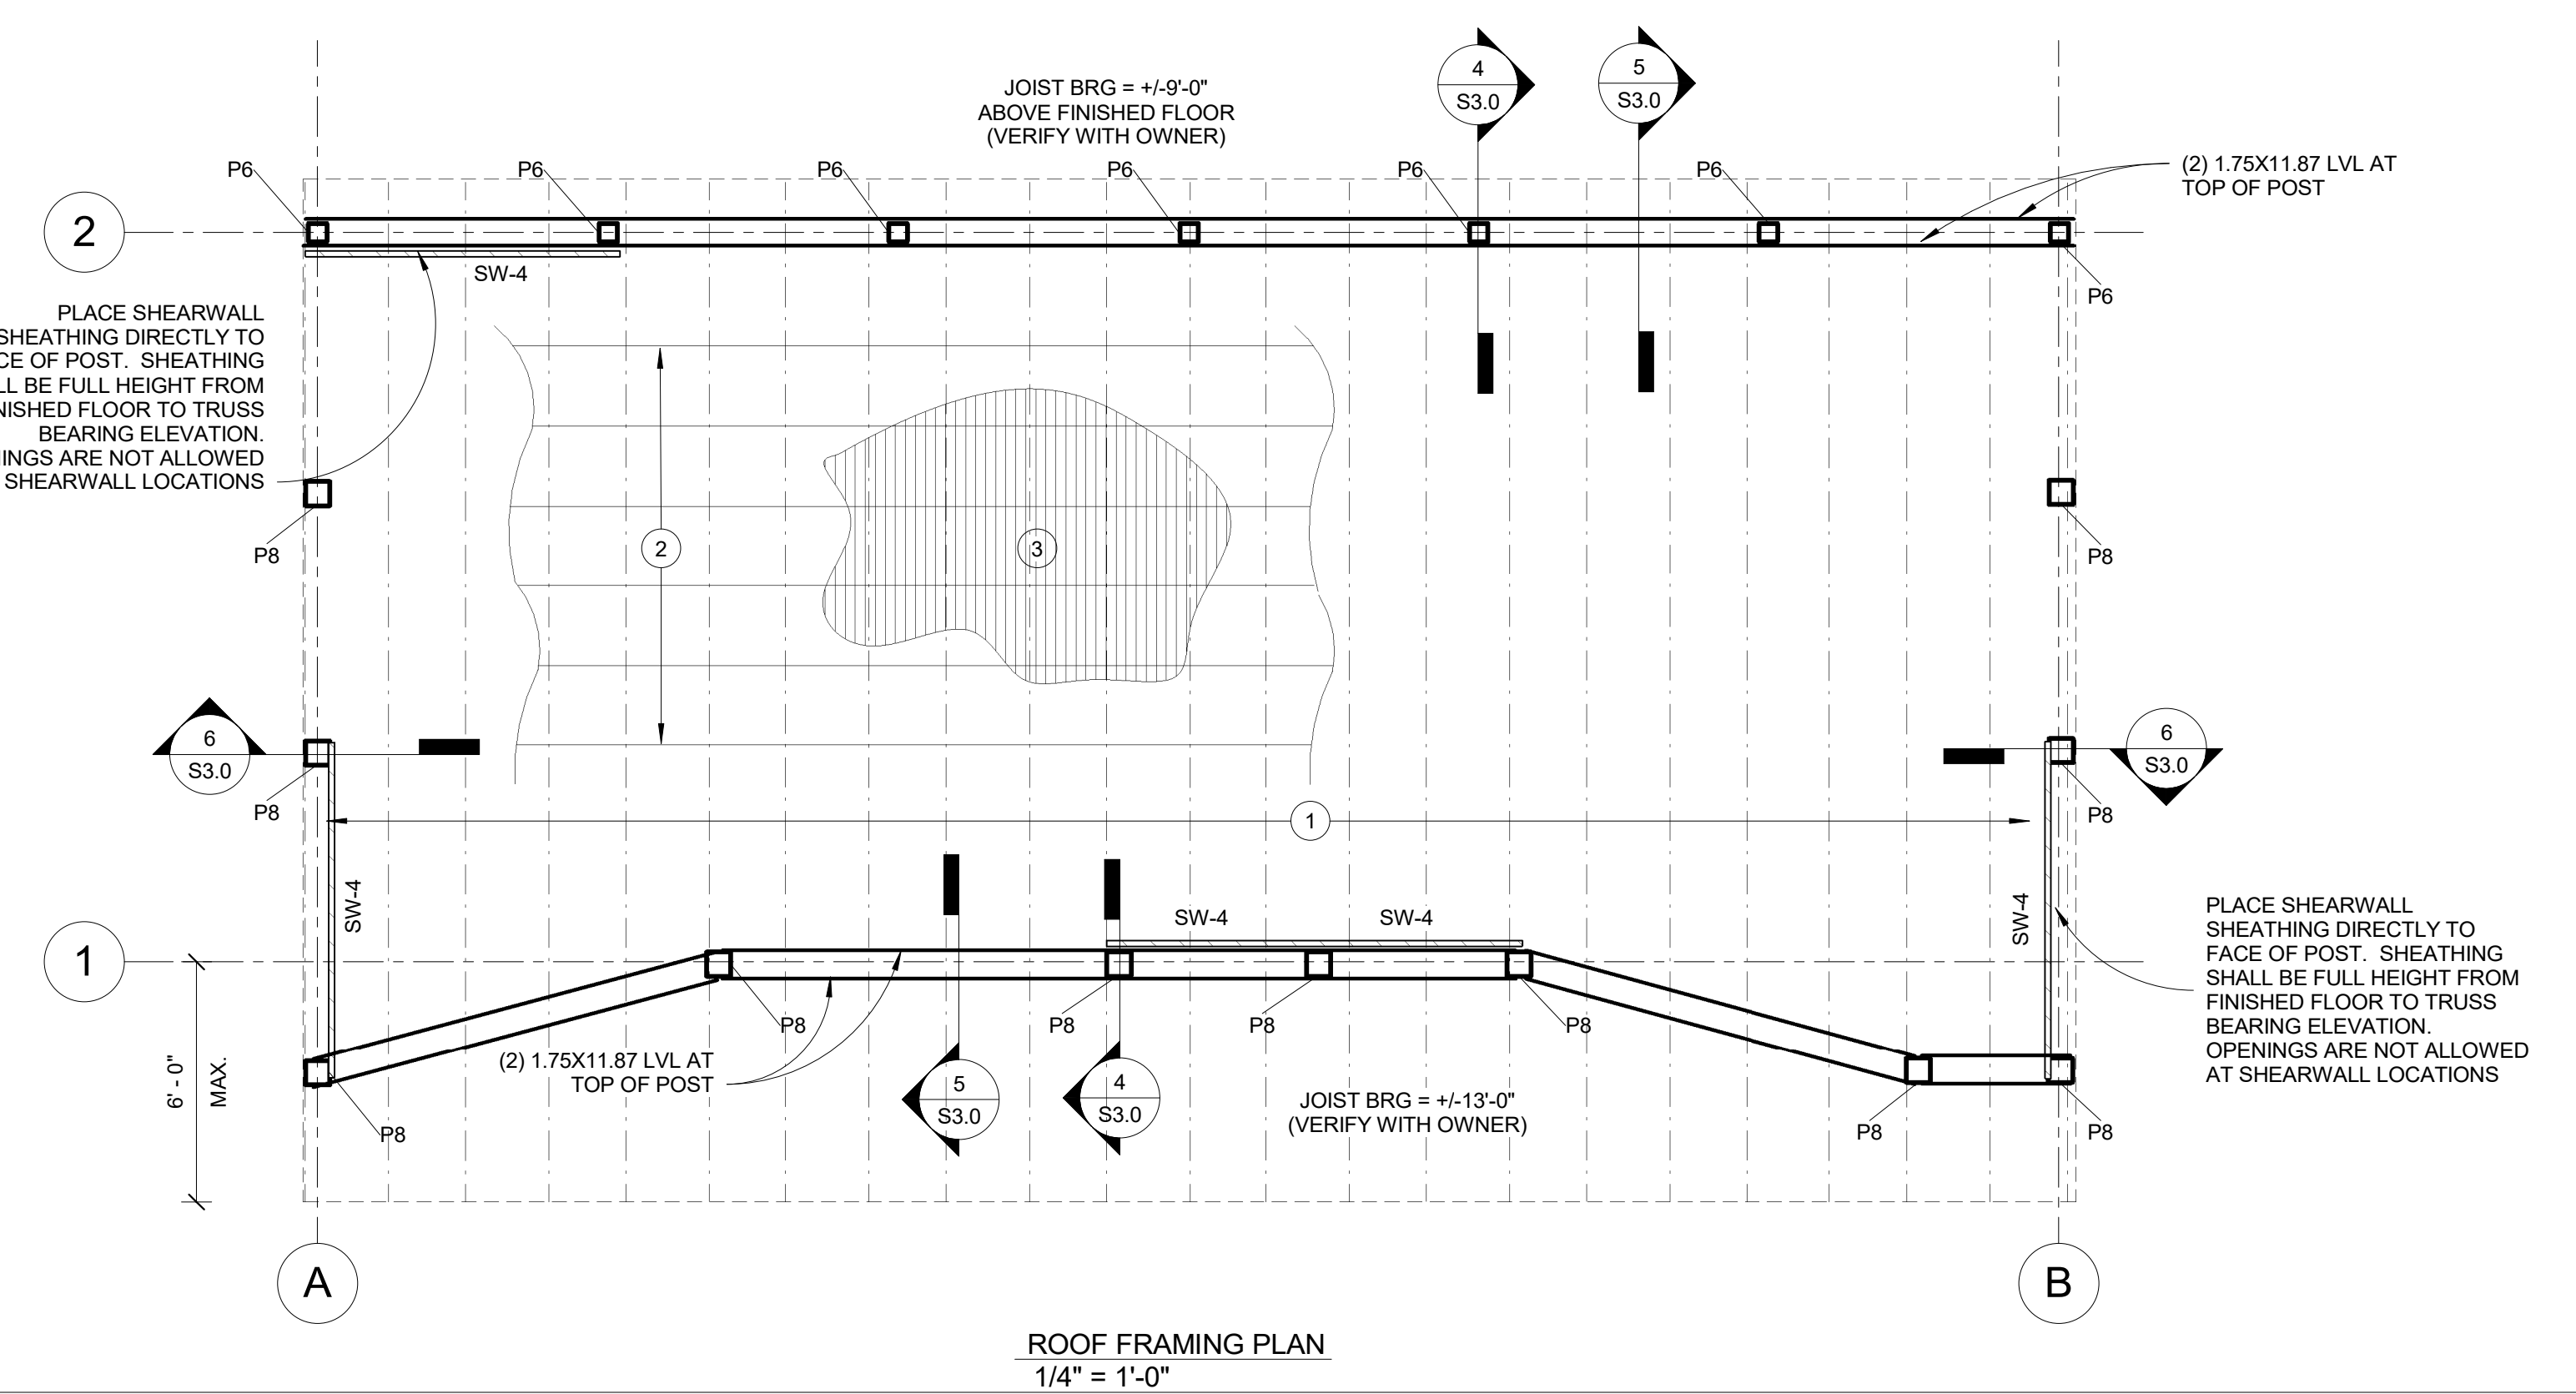 4
S3.0
5
S3.0
JOIST BRG = +/-9'-0"
ABOVE FINISHED FLOOR
(VERIFY WITH OWNER)
P6
P6
P6
P6
P6
P6
(2) 1.75X11.87 LVL AT
TOP OF POST
2
SW-4
P6
PLACE SHEARWALL
SHEATHING DIRECTLY TO
CE OF POST. SHEATHING
LL BE FULL HEIGHT FROM
NISHED FLOOR TO TRUSS
BEARING ELEVATION.
NINGS ARE NOT ALLOWED
SHEARWALL LOCATIONS
P8
P8
2
3
6
S3.0
6
S3.0
P8
P8
1
SW-4
SW-4
SW-4
SW-4
PLACE SHEARWALL
SHEATHING DIRECTLY TO
FACE OF POST. SHEATHING
SHALL BE FULL HEIGHT FROM
FINISHED FLOOR TO TRUSS
BEARING ELEVATION.
OPENINGS ARE NOT ALLOWED
AT SHEARWALL LOCATIONS
1
P8
P8
P8
P8
6' - 0"
MAX.
(2) 1.75X11.87 LVL AT
TOP OF POST
5
S3.0
4
S3.0
JOIST BRG = +/-13'-0"
(VERIFY WITH OWNER)
P8
P8
P8
A
B
ROOF FRAMING PLAN
1/4" = 1'-0"